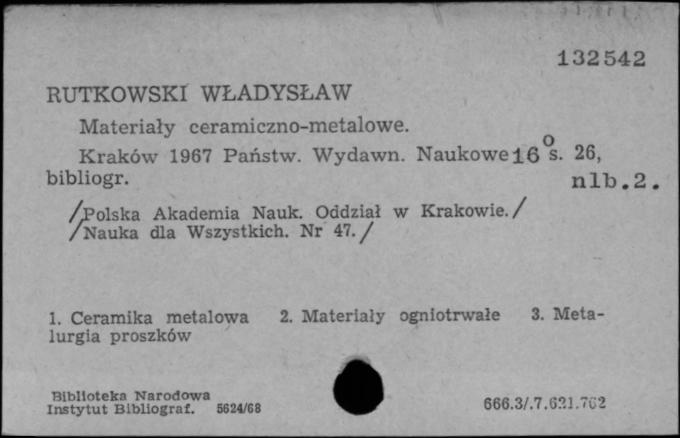 132542
RUTKOWSKI WŁADYSŁAW
Materiały ceramiczno-metalowe.
Kraków 1967 Państw. Wydawn. Naukowe 16° s. 26,
bibliogr. nlb.2.
/Polska Akademia Nauk. Oddział w Krakowie./
/Nauka dla Wszystkich. Nr 47./
1. Ceramika metalowa 2. Materiały ogniotrwałe 3. Meta-
lurgia proszków
Biblioteka Narodowa
Instytut Bibliograf. 5624/68 666.3/.7.621.762